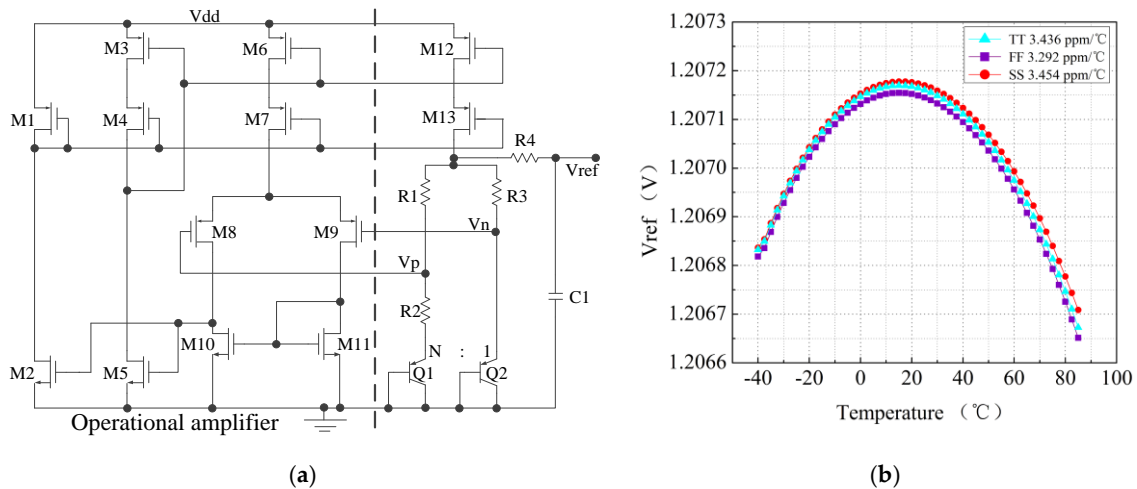 Vdd
M3
M6
M12
M1
M4
M7
M13
R4
Vref
R1
R3
M8
M9
Vn
Vp
C1
R2
M10
M11
N : 1
M2
M5
Q1
Q2
Operational amplifier
(a)
1.2073
1.2072
1.2071
1.2070
1.2069
1.2068
1.2067
1.2066
Vref （V）
TT 3.436 ppm/℃
FF 3.292 ppm/℃
SS 3.454 ppm/℃
-40 -20 0 20 40 60 80 100
Temperature （℃）
(b)